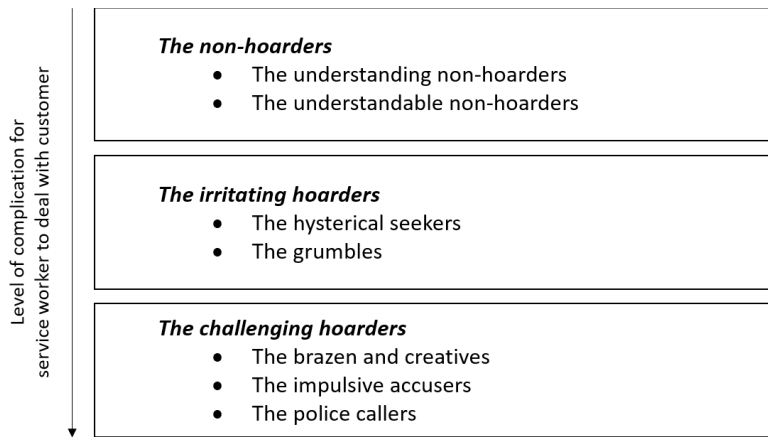 Level of complication for
service worker to deal with customer
The non-hoarders
• The understanding non-hoarders
• The understandable non-hoarders
The irritating hoarders
• The hysterical seekers
• The grumbles
The challenging hoarders
• The brazen and creatives
• The impulsive accusers
• The police callers